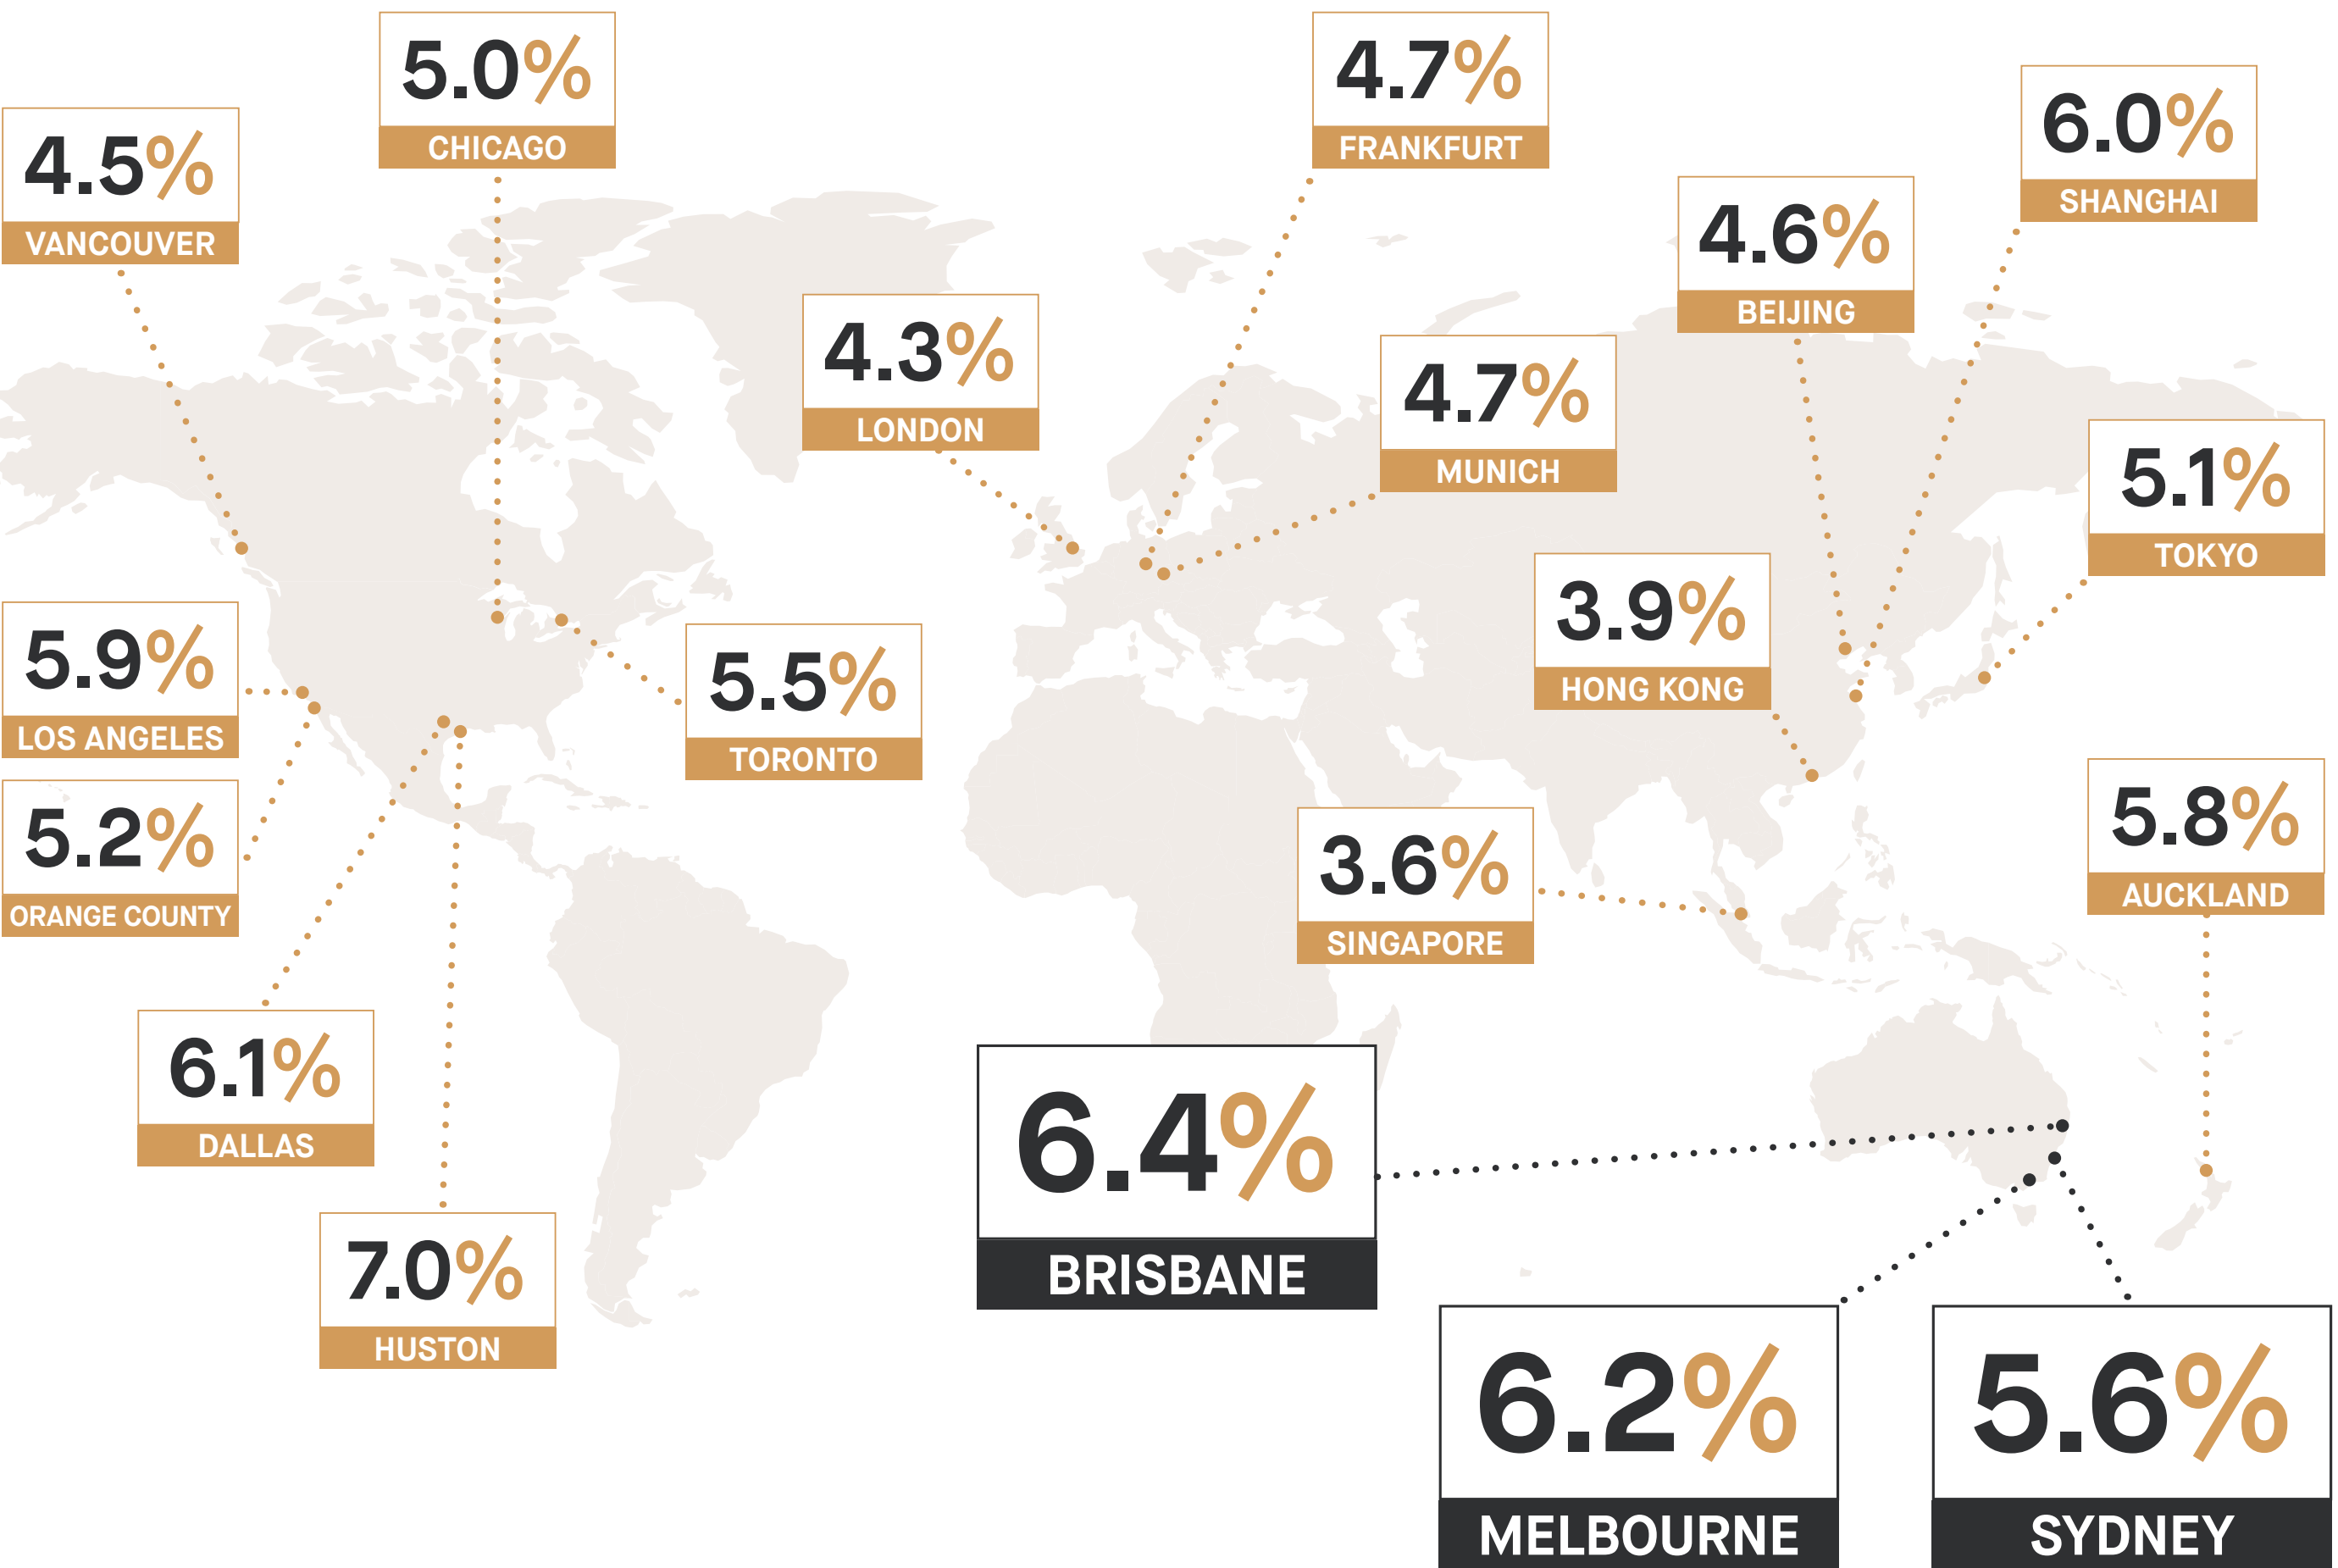 5.0%
CHICAGO
4.7%
FRANKFURT
6.0%
SHANGHAI
4.5%
VANCOUVER
4.6%
BEIJING
4.3%
LONDON
4.7%
MUNICH
5.1%
TOKYO
3.9%
HONG KONG
5.9%
LOS ANGELES
5.5%
TORONTO
5.2%
ORANGE COUNTY
5.8%
AUCKLAND
3.6%
SINGAPORE
6.1%
DALLAS
6.4%
BRISBANE
7.0%
HUSTON
6.2%
MELBOURNE
5.6%
SYDNEY